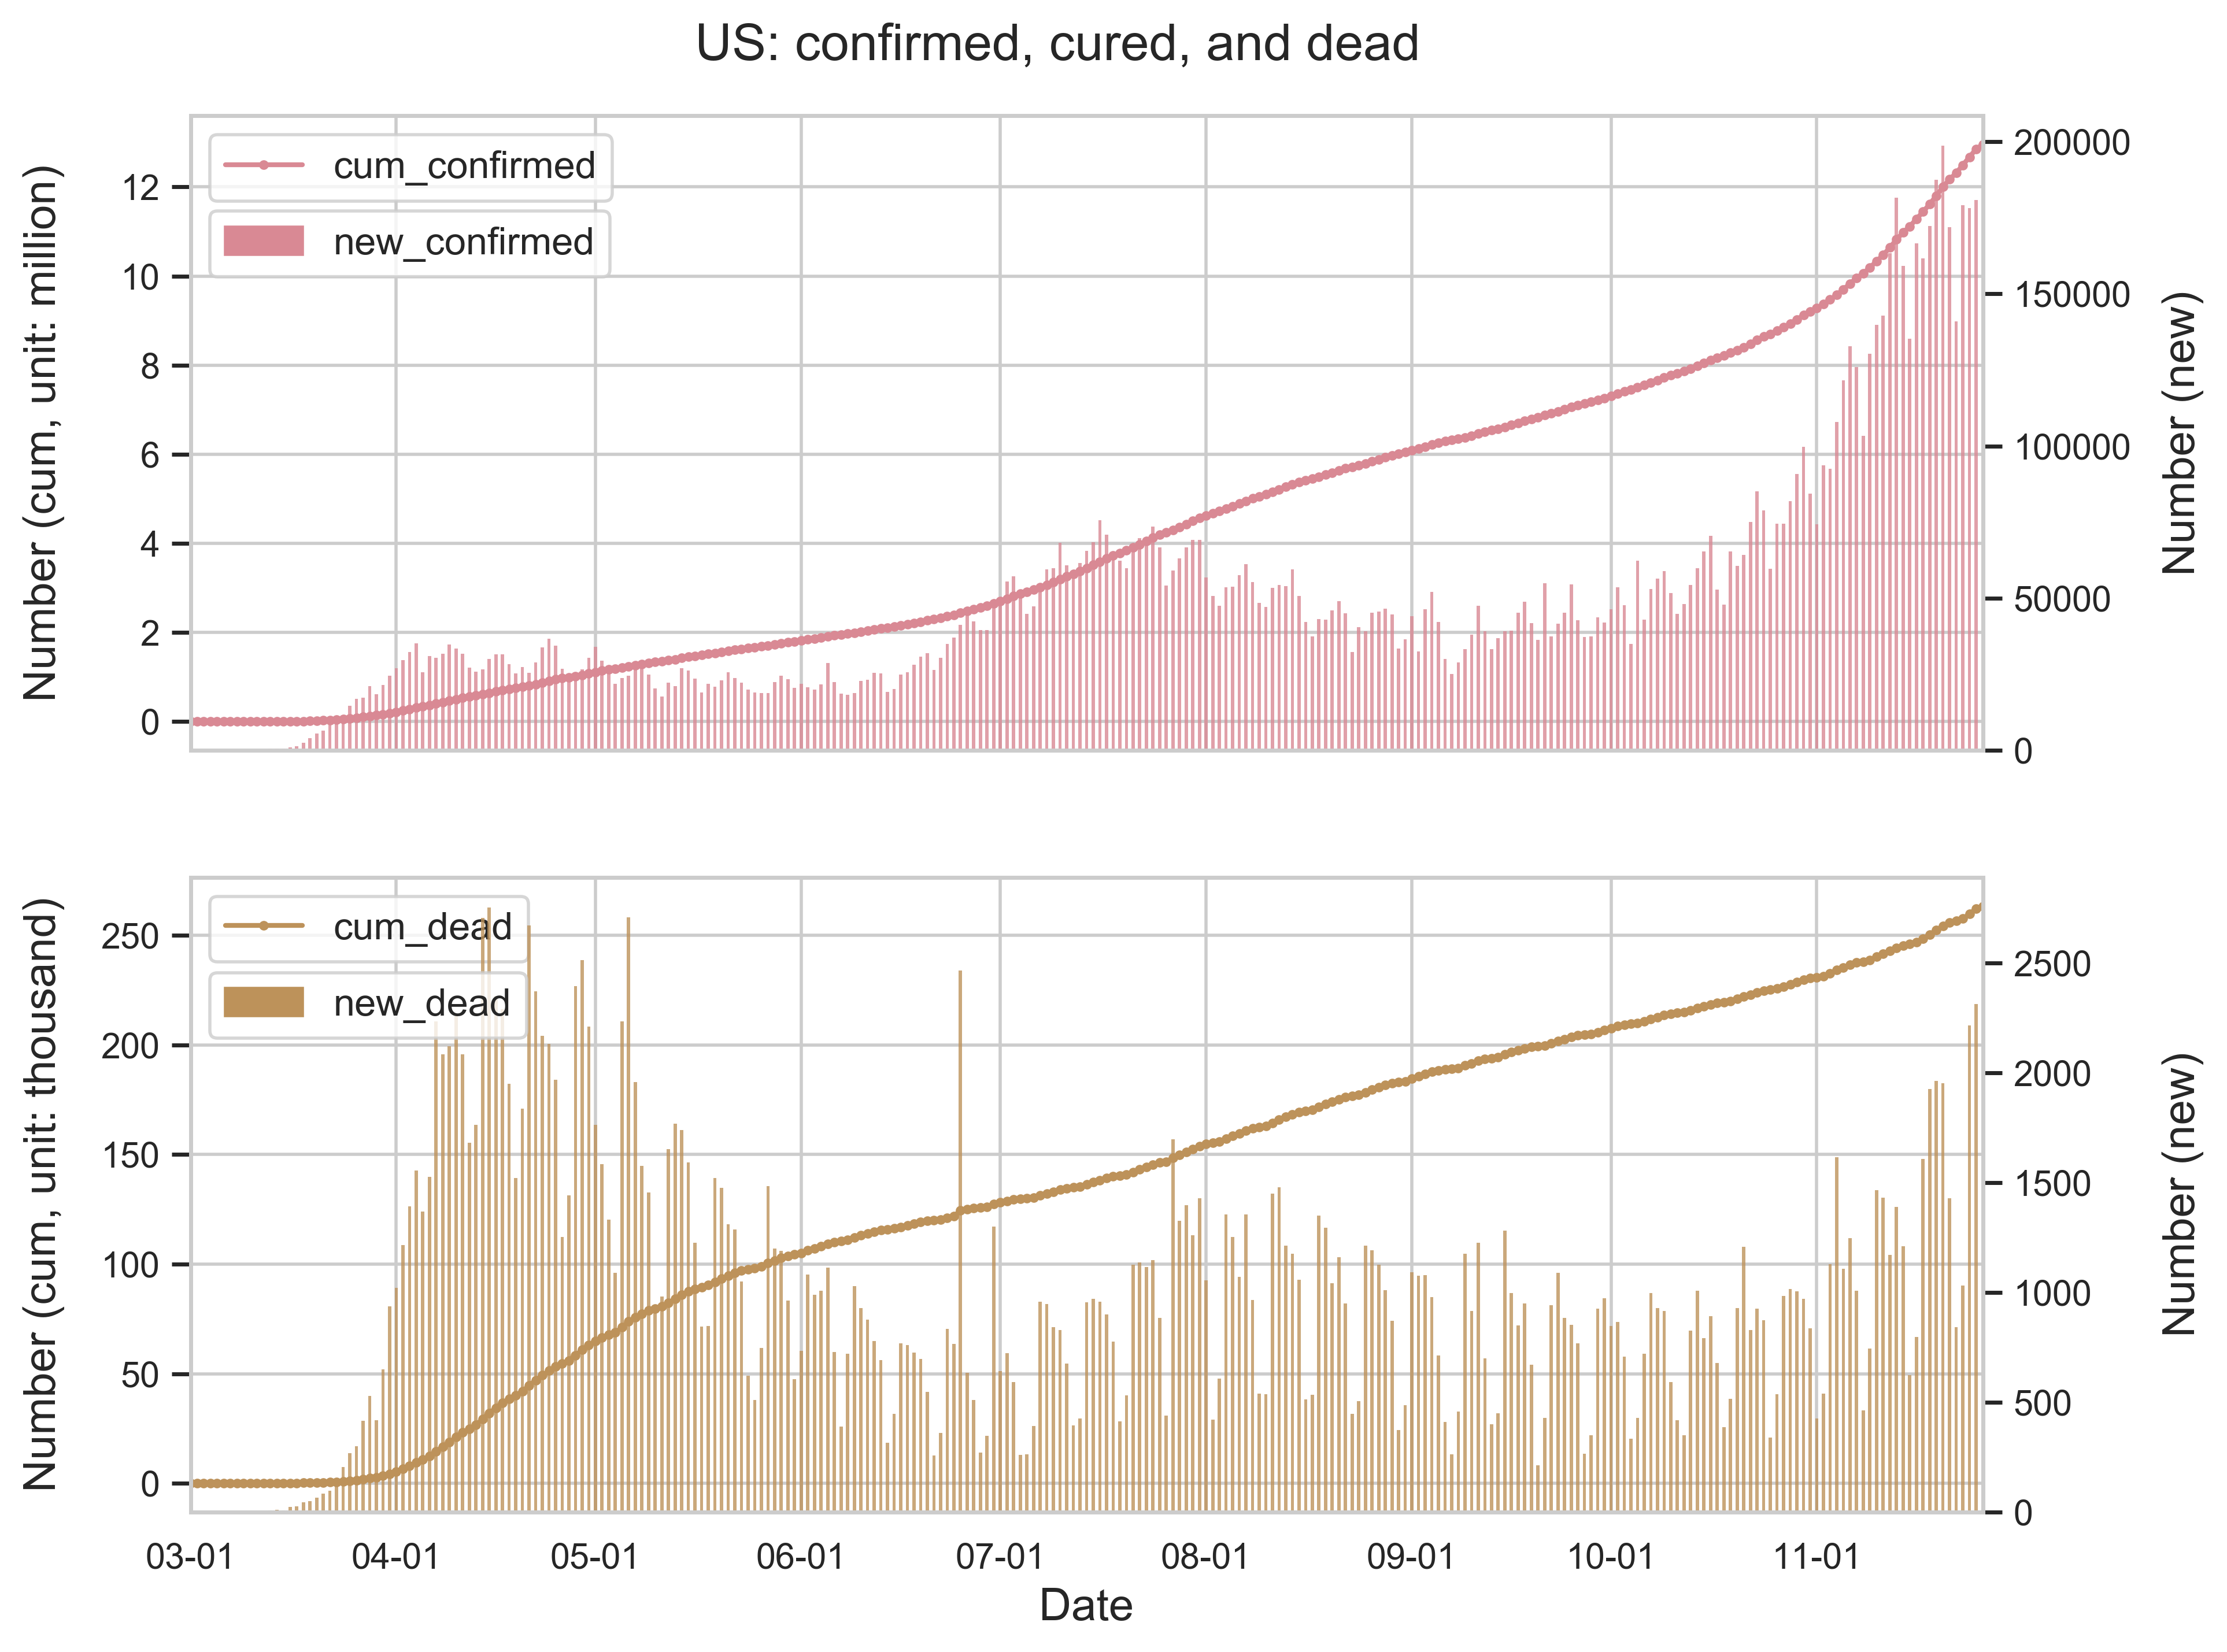 US: confirmed, cured, and dead
Number (cum, unit: million)
12
10
8
6
4
2
0
cum_confirmed
new_confirmed
200000
150000
100000
50000
0
Number (new)
Number (cum, unit: thousand)
250
200
150
100
50
0
cum_dead
new_dead
2500
2000
1500
1000
500
0
Number (new)
03-01 04-01 05-01 06-01 07-01 08-01 09-01 10-01 11-01
Date